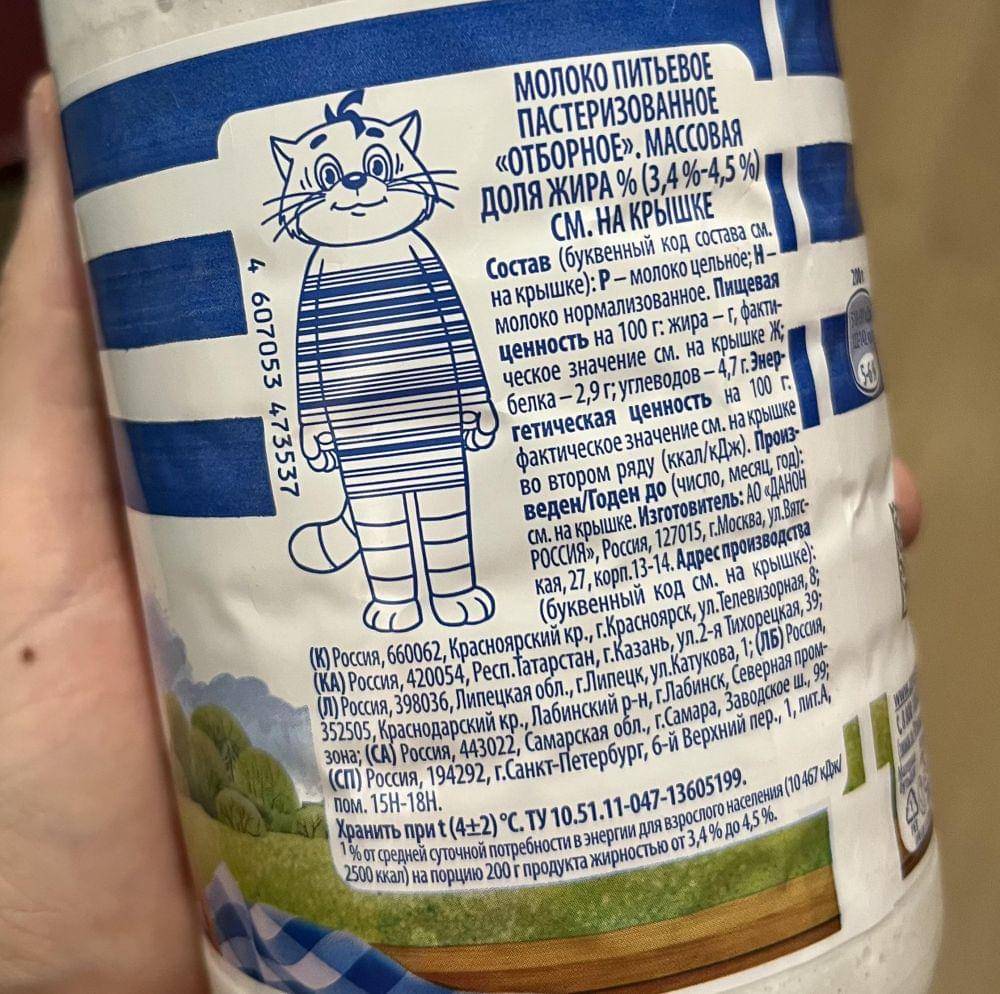 МОЛОКО ПИТЬЕВОЕ
ПАСТЕРИЗОВАННОЕ
«ОТБОРНОЕ». МАССОВАЯ
ДОЛЯ ЖИРА % (3,4 %-4,5 %)
СМ. НА КРЫШКЕ
Состав (буквенный код состава см.
на крышке): Р – молоко цельное; Н –
молоко нормализованное. Пищевая
ценность на 100 г: жира – г, факти-
ческое значение см. на крышке Ж;
белка – 2,9 г; углеводов – 4,7 г. Энер-
гетическая ценность на 100 г:
фактическое значение см. на крышке
во втором ряду (ккал/кДж). Произ-
веден/Годен до (число, месяц, год):
см. на крышке. Изготовитель: АО «ДАНОН
РОССИЯ», Россия, 127015, г.Москва, ул.Вятс-
кая, 27, корп.13-14. Адрес производства
(буквенный код см. на крышке):
(К) Россия, 660062, Красноярский кр., г.Красноярск, ул.Телевизорная, 8;
(КА) Россия, 420054, Респ.Татарстан, г.Казань, ул.2-я Тихорецкая, 39;
(Л) Россия, 398036, Липецкая обл., г.Липецк, ул.Катукова, 1; (ЛБ) Россия,
352505, Краснодарский кр., Лабинский р-н, г.Лабинск, Северная пром-
зона; (СА) Россия, 443022, Самарская обл., г.Самара, Заводское ш., 99;
(СП) Россия, 194292, г.Санкт-Петербург, 6-й Верхний пер., 1, лит.А,
пом. 15Н-18Н.
Хранить при t (4±2) °С. ТУ 10.51.11-047-13605199.
1 % от средней суточной потребности в энергии для взрослого населения (10 467 кДж/
2500 ккал) на порцию 200 г продукта жирностью от 3,4 % до 4,5 %.
4 607053 473537
200г
5-6%